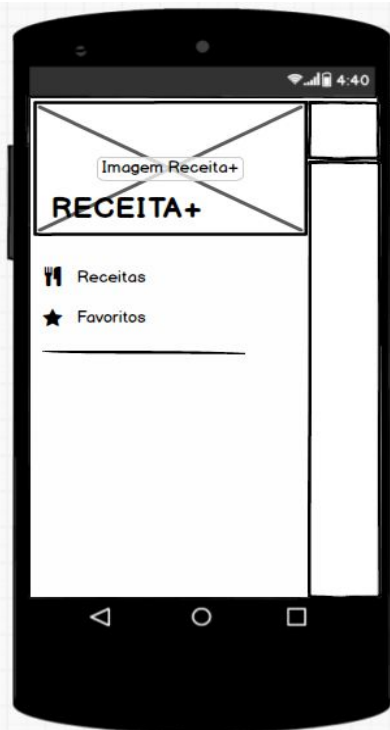 4:40
Imagem Receita+
RECEITA+
Receitas
Favoritos